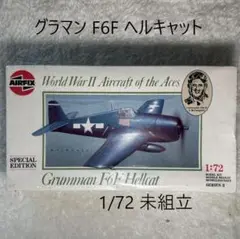 グラマン F6F ヘルキャット
AIRFIX
World War II Aircraft of the Aces
SPECIAL
EDITION
1:72
Grumman F6F Hellcat
1/72 未組立